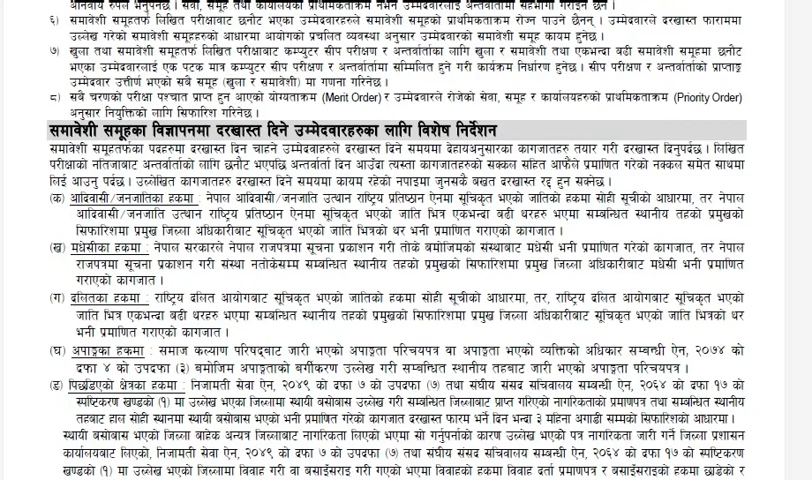 अनिवार्य रुपले भर्नुपर्नेछ । सेवा, समूह तथा कार्यालयको प्राथमिकताक्रम नभर्ने उम्मेदवारलाई अन्तर्वार्तामा सहभागी गराइने छैन ।
६) समावेशी समूहतर्फ लिखित परीक्षाबाट छनौट भएका उम्मेदवारहरुले समावेशी समूहको प्राथमिकताक्रम रोज्न पाउने छैनन् । उम्मेदवारले दरखास्त फाराममा
उल्लेख गरेको समावेशी समूहहरुको आधारमा आयोगको प्रचलित व्यवस्था अनुसार उम्मेदवारको समावेशी समूह कायम हुनेछ ।
७) खुला तथा समावेशी समूहतर्फ लिखित परीक्षाबाट कम्प्युटर सीप परीक्षण र अन्तर्वार्ताका लागि खुला र समावेशी तथा एकभन्दा बढी समावेशी समूहमा छनौट
भएका उम्मेदवारलाई एक पटक मात्र कम्प्युटर सीप परीक्षण र अन्तर्वार्तामा सम्मिलित हुने गरी कार्यक्रम निर्धारण हुनेछ । सीप परीक्षण र अन्तर्वार्ताको प्राप्ताङ्क
उम्मेदवार उत्तीर्ण भएको सबै समूह (खुला र समावेशी) मा गणना गरिनेछ ।
८) सबै चरणको परीक्षा पश्चात प्राप्त हुन आएको योग्यताक्रम (Merit Order) र उम्मेदवारले रोजेको सेवा, समूह र कार्यालयहरुको प्राथमिकताक्रम (Priority Order)
अनुसार नियुक्तिको लागि सिफारिश गरिनेछ ।
समावेशी समूहका विज्ञापनमा दरखास्त दिने उम्मेदवारहरुका लागि विशेष निर्देशन
समावेशी समूहतर्फका पदहरुमा दरखास्त दिन चाहने उम्मेदवारहरुले दरखास्त दिने समयमा देहायअनुसारका कागजातहरु तयार गरी दरखास्त दिनुपर्दछ । लिखित
परीक्षाको नतिजाबाट अन्तर्वार्ताको लागि छनौट भएपछि अन्तर्वार्ता दिन आउँदा त्यस्ता कागजातहरुको सक्कल सहित आफैले प्रमाणित गरेको नक्कल समेत साथमा
लिई आउनु पर्दछ । उल्लेखित कागजातहरु दरखास्त दिने समयमा कायम रहेको नपाइमा जुनसकै बखत दरखास्त रद्द हुन सक्नेछ ।
(क) आदिवासी/जनजातिका हकमा : नेपाल आदिवासी/जनजाति उत्थान राष्ट्रिय प्रतिष्ठान ऐनमा सूचिकृत भएको जातिको हकमा सोही सूचीको आधारमा, तर नेपाल
आदिवासी/जनजाति उत्थान राष्ट्रिय प्रतिष्ठान ऐनमा सूचिकृत भएको जाति भित्र एकभन्दा बढी थरहरु भएमा सम्बन्धित स्थानीय तहको प्रमुखको
सिफारिशमा प्रमुख जिल्ला अधिकारीबाट सूचिकृत भएको जातिको थर भनी प्रमाणित गराएको कागजात ।
(ख) मधेसीका हकमा : नेपाल सरकारले नेपाल राजपत्रमा सूचना प्रकाशन गरी तोके बमोजिमको संस्थाबाट मधेसी भनी प्रमाणित गरेको कागजात, तर नेपाल
राजपत्रमा सूचना प्रकाशन गरी संस्था नतोकेसम्म सम्बन्धित स्थानीय तहको प्रमुखको सिफारिशमा प्रमुख जिल्ला अधिकारीबाट मधेसी भनी प्रमाणित
गराएको कागजात ।
(ग) दलितका हकमा : राष्ट्रिय दलित आयोगबाट सूचिकृत भएको जातिको हकमा सोही सूचीको आधारमा, तर, राष्ट्रिय दलित आयोगबाट सूचिकृत भएको
जाति भित्र एकभन्दा बढी थरहरु भएमा सम्बन्धित स्थानीय तहको प्रमुखको सिफारिशमा प्रमुख जिल्ला अधिकारीबाट सूचिकृत भएको जाति भित्रको थर
भनी प्रमाणित गराएको कागजात ।
(घ) अपाङ्गका हकमा : समाज कल्याण परिषद्बाट जारी भएको अपाङ्गता परिचयपत्र वा अपाङ्गता भएको व्यक्तिको अधिकार सम्बन्धी ऐन, २०७४ को
दफा ४ को उपदफा (३) बमोजिम अपाङ्गताको बर्गीकरण उल्लेख गरी सम्बन्धित स्थानीय तहबाट जारी भएको अपाङ्गता परिचयपत्र ।
(ङ) पिछडिएको क्षेत्रका हकमा : निजामती सेवा ऐन, २०४९ को दफा ७ को उपदफा (७) तथा संघीय संसद सचिवालय सम्बन्धी ऐन, २०६४ को दफा १७ को
स्पष्टिकरण खण्डको (१) मा उल्लेख भएका जिल्लामा स्थायी बसोबास उल्लेख गरी सम्बन्धित जिल्लाबाट प्राप्त गरिएको नागरिकताको प्रमाणपत्र तथा सम्बन्धित स्थानीय
तहबाट हाल सोही स्थानमा स्थायी बसोबास भएको भनी प्रमाणित गरेको कागजात दरखास्त फारम भर्ने दिन भन्दा ३ महिना अगाडी सम्मको सिफारिशको आधारमा ।
स्थायी बसोबास भएको जिल्ला बाहेक अन्यत्र जिल्लाबाट नागरिकता लिएको भएमा सो गर्नुपर्नाको कारण उल्लेख भएको पत्र नागरिकता जारी गर्ने जिल्ला प्रशासन
कार्यालयबाट लिएको, निजामती सेवा ऐन, २०४९ को दफा ७ को उपदफा (७) तथा संघीय संसद सचिवालय सम्बन्धी ऐन, २०६४ को दफा १७ को स्पष्टिकरण
खण्डको (१) मा उल्लेख भएको जिल्लामा विवाह गरी वा बसाईंसराई गरी गएको भएमा विवाहको हकमा विवाह दर्ता प्रमाणपत्र र बसाईसराइको हकमा छाडेको र